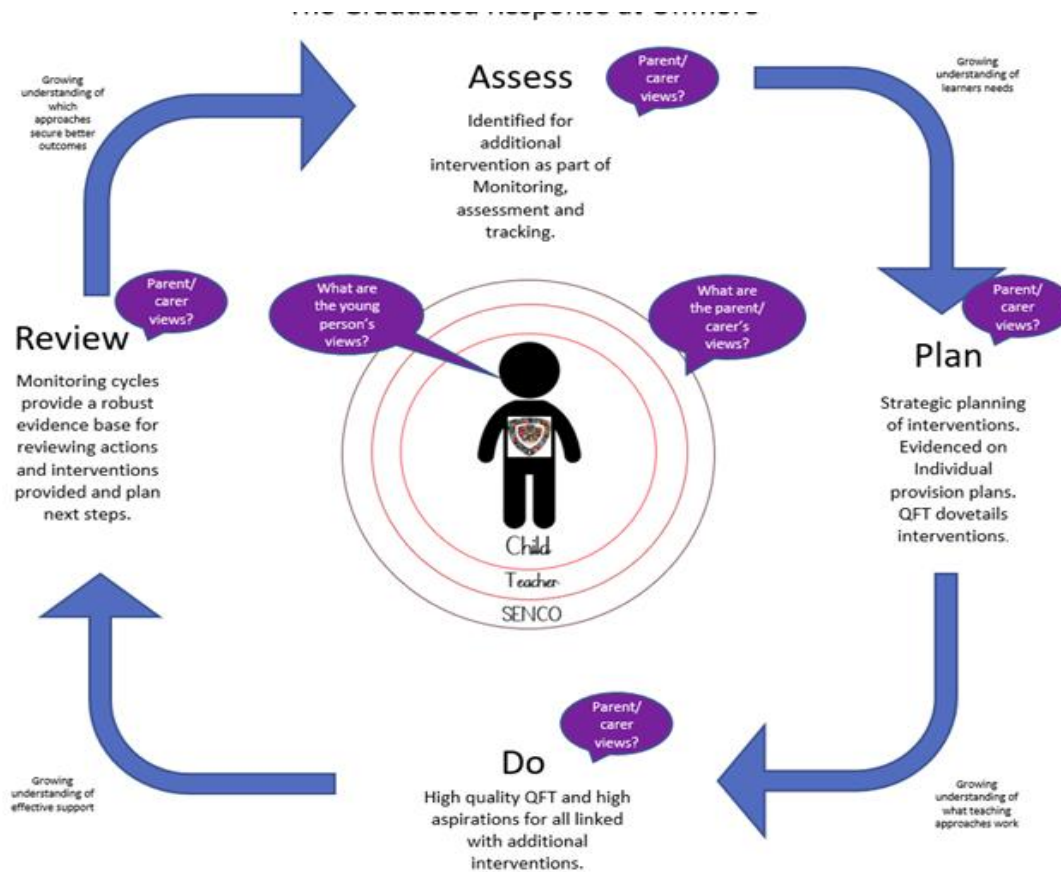 The Graduated Response at
Assess
Parent/
carer
views?
Identified for
additional
intervention as part of
Monitoring,
assessment and
tracking.
Growing
understanding of
learners needs
Parent/
carer
views?
Plan
Strategic planning
of interventions.
Evidenced on
Individual
provision plans.
QFT dovetails
interventions.
Growing
understanding of
what teaching
approaches work
Parent/
carer
views?
Do
High quality QFT and high
aspirations for all linked
with additional
interventions.
Growing
understanding of
effective support
Parent/
carer
views?
Review
Monitoring cycles
provide a robust
evidence base for
reviewing actions
and interventions
provided and plan
next steps.
Growing
understanding of
which
approaches
secure better
outcomes
What are
the young
person's
views?
What are
the parent/
carer's
views?
Child
Teacher
SENCO